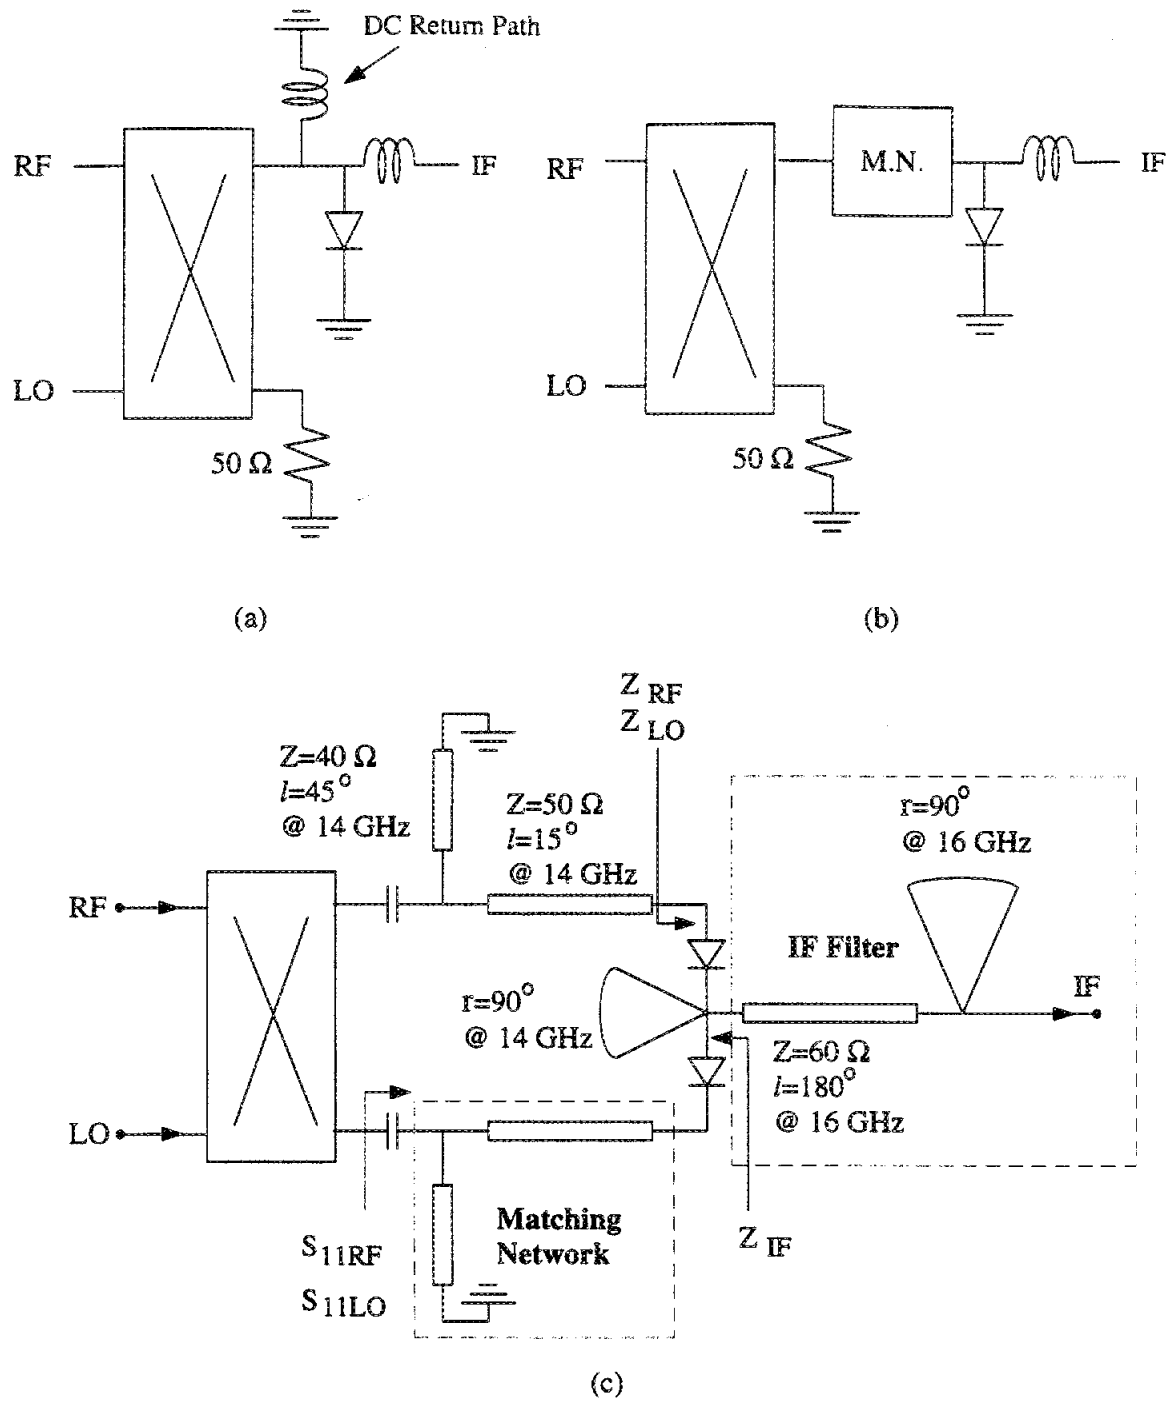 DC Return Path
RF
IF
LO
50 Ω
(a)
RF
M.N.
IF
LO
50 Ω
(b)
Z RF
Z LO
Z=40 Ω
l=45°
@ 14 GHz
Z=50 Ω
l=15°
@ 14 GHz
r=90°
@ 16 GHz
RF
IF Filter
r=90°
@ 14 GHz
IF
Z=60 Ω
l=180°
@ 16 GHz
LO
Matching
Network
S11RF
S11LO
Z IF
(c)